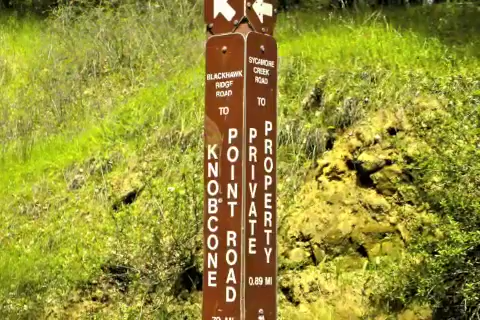 BLACKHAWK
RIDGE
ROAD
TO
KNOBCONE
POINT ROAD
SYCAMORE
CREEK
ROAD
TO
PRIVATE
PROPERTY
0.89 MI